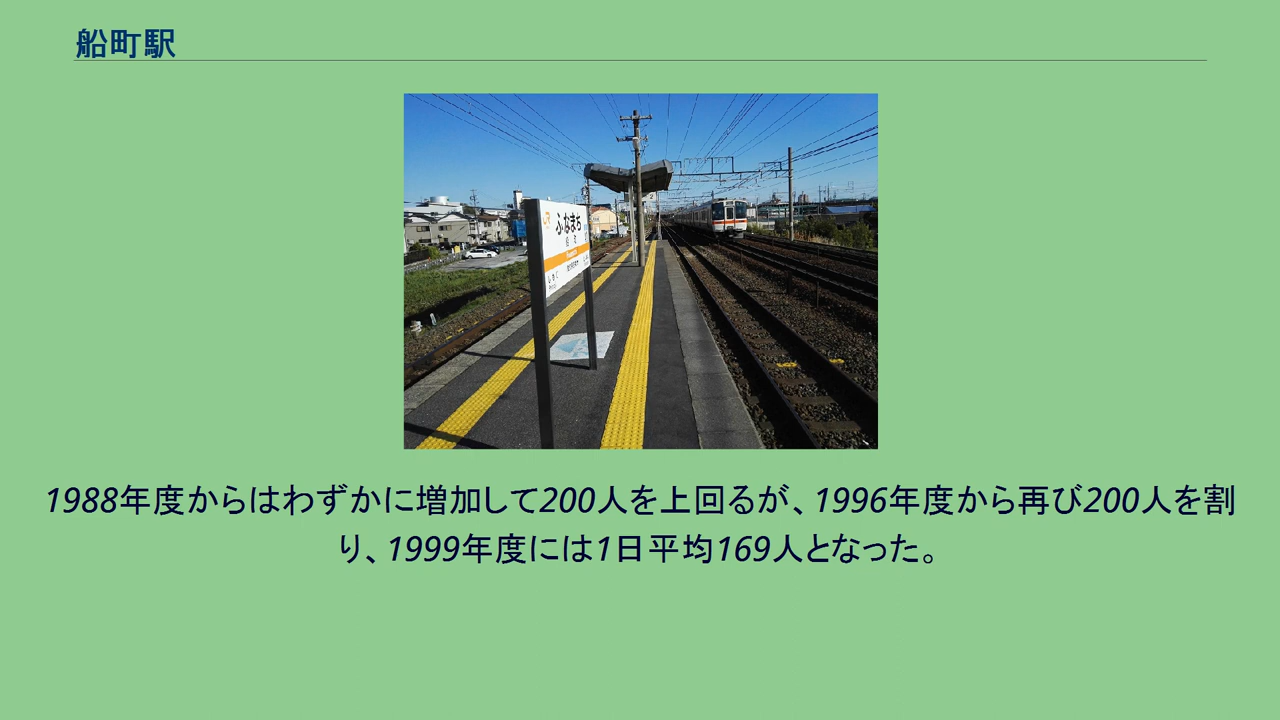 船町駅
ふなまち
1988年度からはわずかに増加して200人を上回るが、1996年度から再び200人を割
り、1999年度には1日平均169人となった。